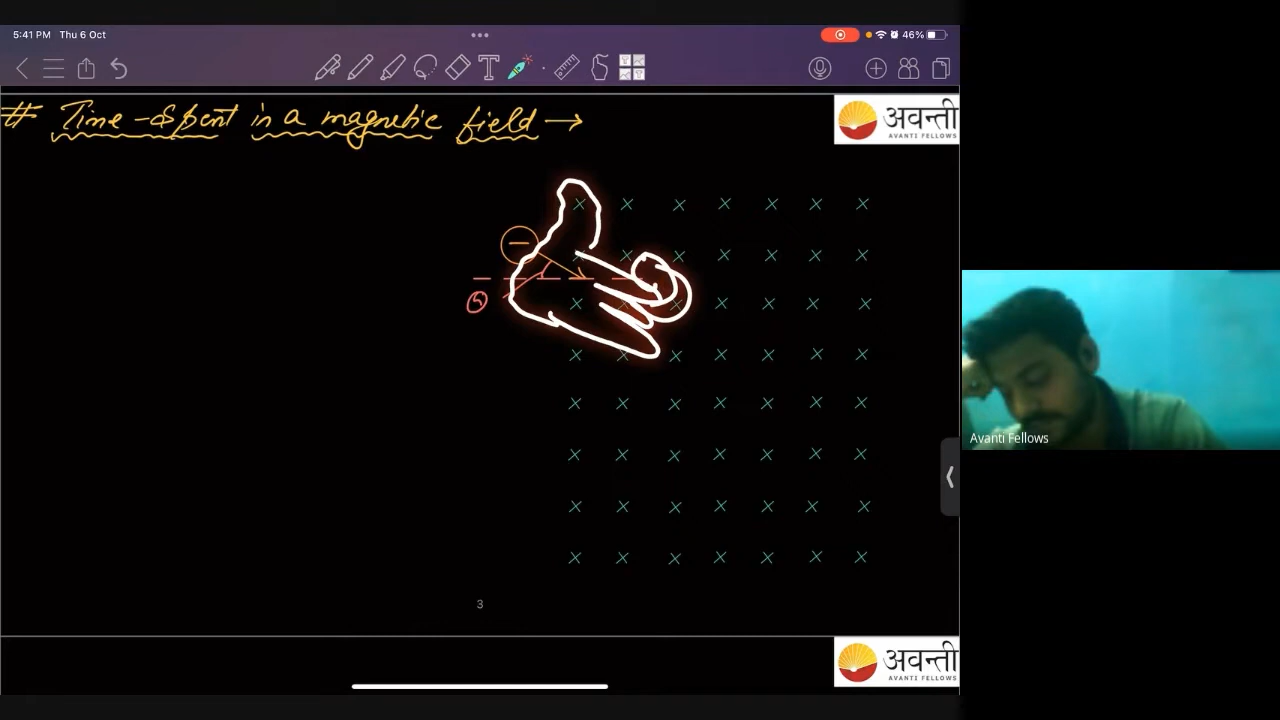 5:41 PM Thu 6 Oct
46%
# Time-Spent in a magnetic field →
अवन्ती
AVANTI FELLOWS
× × × × × × ×
−
× × × × × × ×
θ
× × × × × × ×
× × × × × × ×
× × × × × × ×
× × × × × × ×
× × × × × × ×
× × × × × × ×
Avanti Fellows
3
अवन्ती
AVANTI FELLOWS